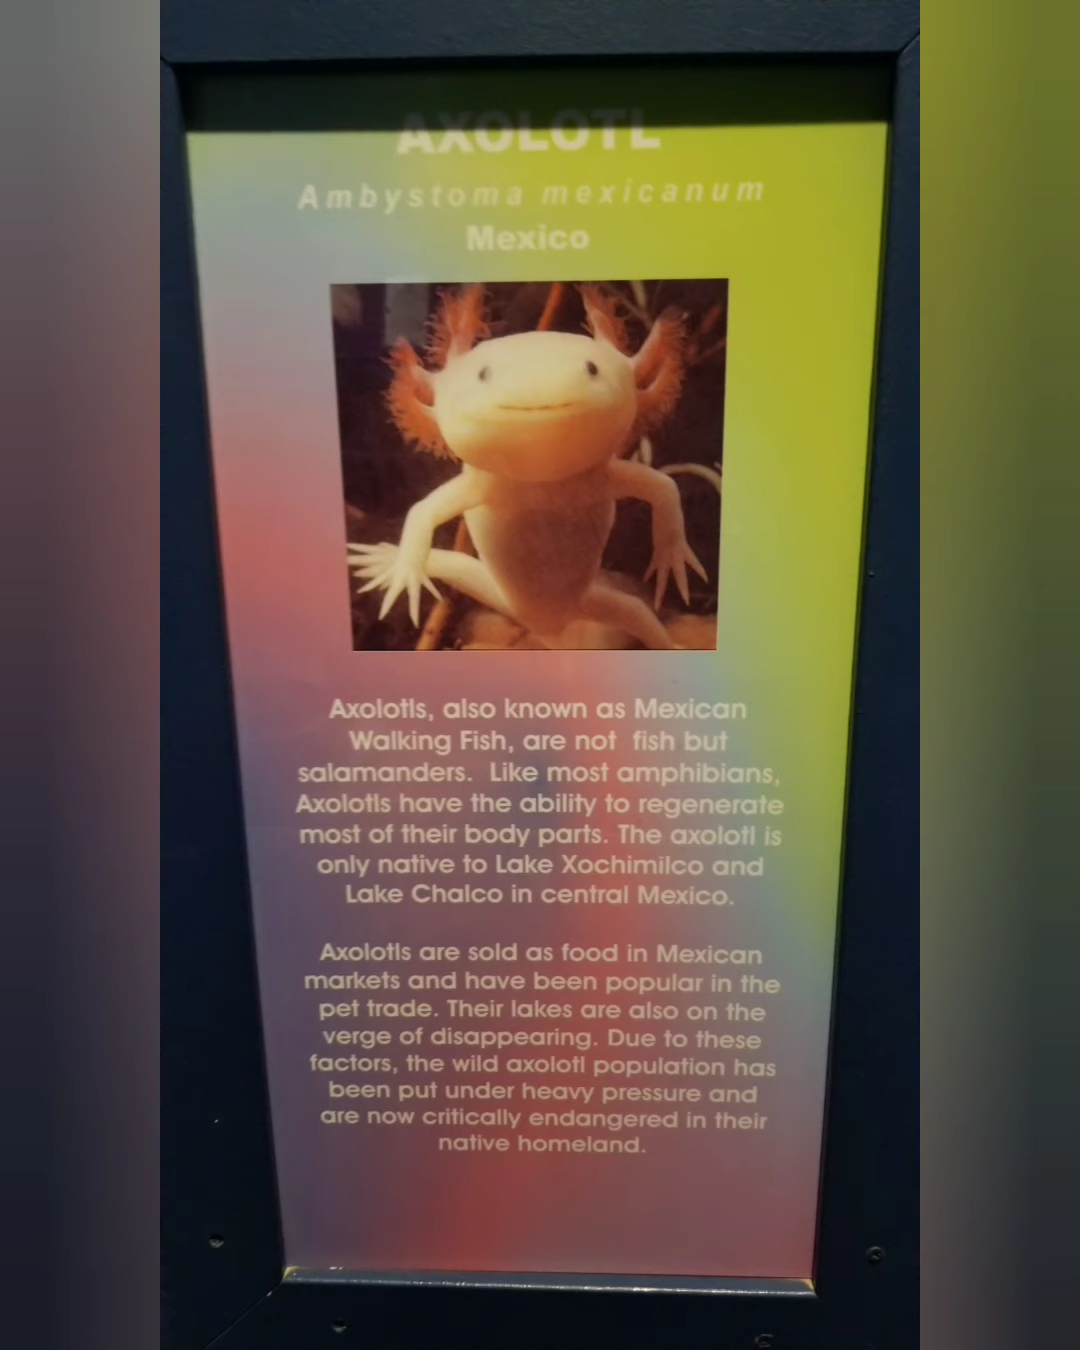 AXOLOTL
Ambystoma mexicanum
Mexico
Axolotls, also known as Mexican
Walking Fish, are not  fish but
salamanders.  Like most amphibians,
Axolotls have the ability to regenerate
most of their body parts. The axolotl is
only native to Lake Xochimilco and
Lake Chalco in central Mexico.
Axolotls are sold as food in Mexican
markets and have been popular in the
pet trade. Their lakes are also on the
verge of disappearing. Due to these
factors, the wild axolotl population has
been put under heavy pressure and
are now critically endangered in their
native homeland.